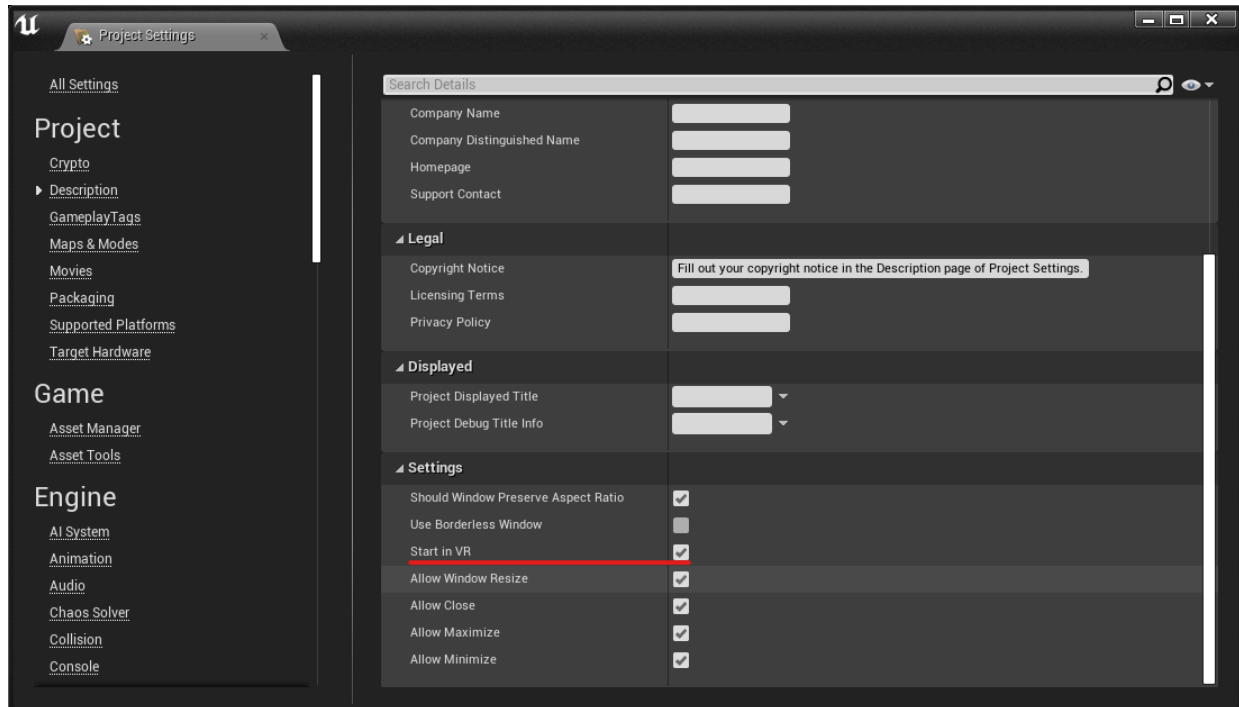 Project Settings
All Settings
Project
Crypto
Description
GameplayTags
Maps & Modes
Movies
Packaging
Supported Platforms
Target Hardware
Game
Asset Manager
Asset Tools
Engine
AI System
Animation
Audio
Chaos Solver
Collision
Console
Search Details
Company Name
Company Distinguished Name
Homepage
Support Contact
Legal
Copyright Notice Fill out your copyright notice in the Description page of Project Settings.
Licensing Terms
Privacy Policy
Displayed
Project Displayed Title
Project Debug Title Info
Settings
Should Window Preserve Aspect Ratio
Use Borderless Window
Start in VR
Allow Window Resize
Allow Close
Allow Maximize
Allow Minimize